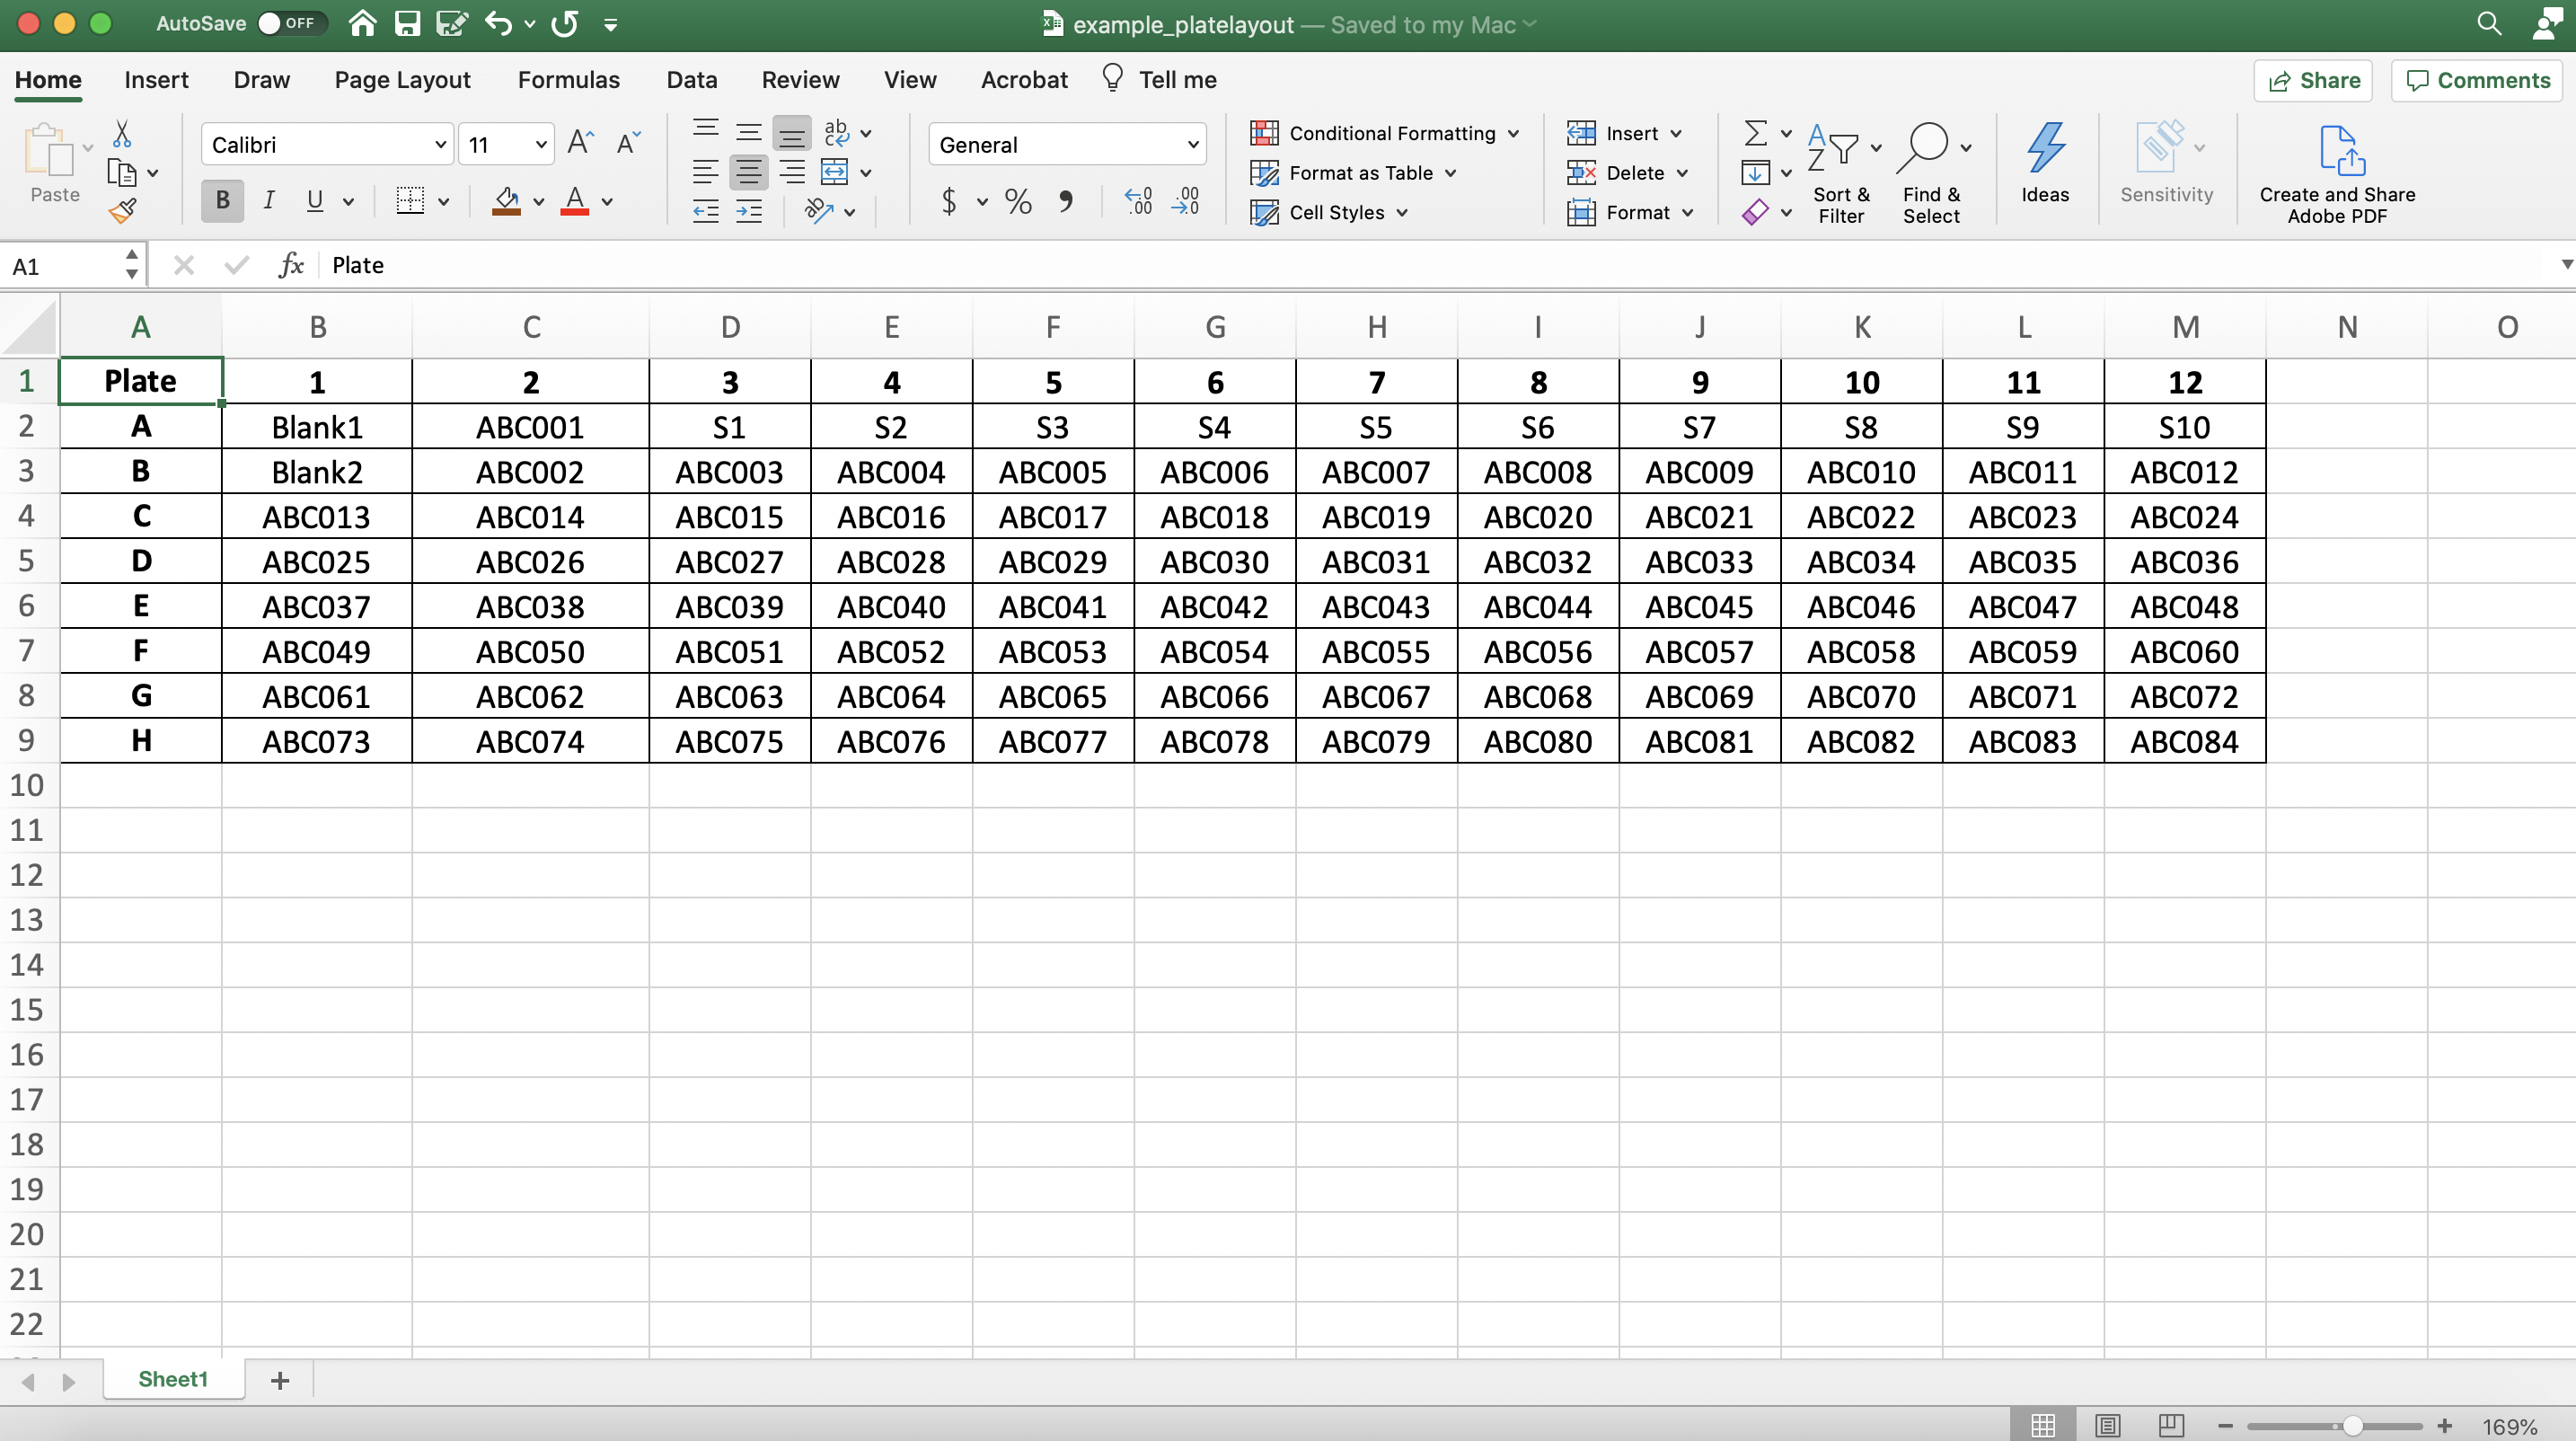 AutoSave OFF example_platelayout — Saved to my Mac
Home Insert Draw Page Layout Formulas Data Review View Acrobat Tell me Share Comments
Paste Calibri 11 A A ab c General Conditional Formatting Insert Σ A Z
Format as Table Delete
B I U A $ % , .0 .00 .00 .0 Cell Styles Format Sort & Filter Find & Select Ideas Sensitivity Create and Share Adobe PDF
A1 fx Plate
A B C D E F G H I J K L M N O
1 Plate 1 2 3 4 5 6 7 8 9 10 11 12
2 A Blank1 ABC001 S1 S2 S3 S4 S5 S6 S7 S8 S9 S10
3 B Blank2 ABC002 ABC003 ABC004 ABC005 ABC006 ABC007 ABC008 ABC009 ABC010 ABC011 ABC012
4 C ABC013 ABC014 ABC015 ABC016 ABC017 ABC018 ABC019 ABC020 ABC021 ABC022 ABC023 ABC024
5 D ABC025 ABC026 ABC027 ABC028 ABC029 ABC030 ABC031 ABC032 ABC033 ABC034 ABC035 ABC036
6 E ABC037 ABC038 ABC039 ABC040 ABC041 ABC042 ABC043 ABC044 ABC045 ABC046 ABC047 ABC048
7 F ABC049 ABC050 ABC051 ABC052 ABC053 ABC054 ABC055 ABC056 ABC057 ABC058 ABC059 ABC060
8 G ABC061 ABC062 ABC063 ABC064 ABC065 ABC066 ABC067 ABC068 ABC069 ABC070 ABC071 ABC072
9 H ABC073 ABC074 ABC075 ABC076 ABC077 ABC078 ABC079 ABC080 ABC081 ABC082 ABC083 ABC084
10
11
12
13
14
15
16
17
18
19
20
21
22
Sheet1 +
169%